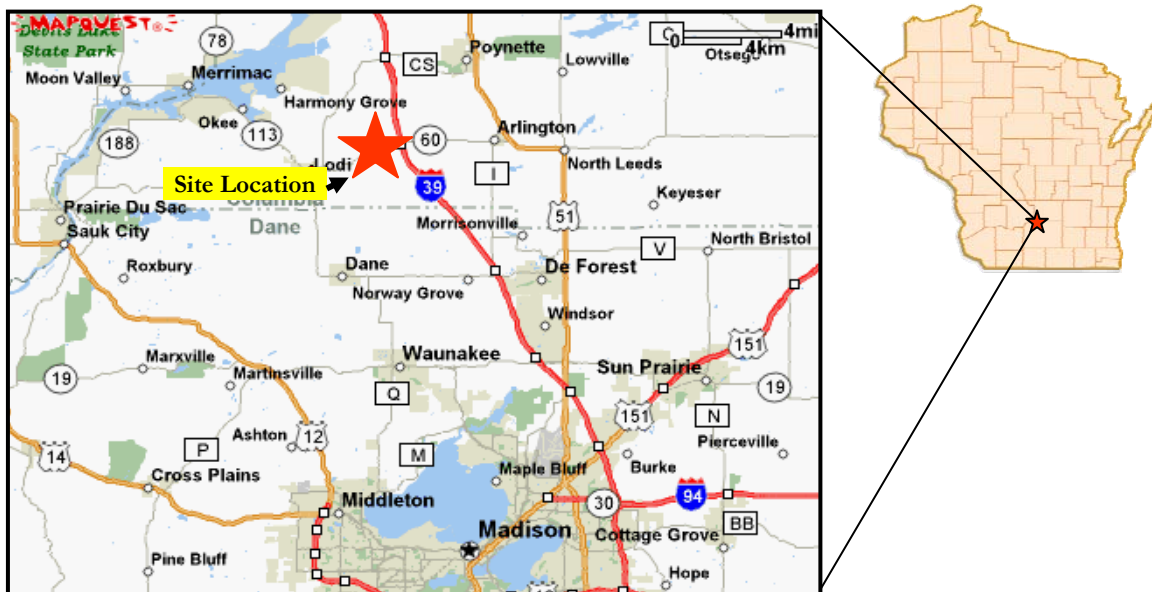 MAPQUEST®
Devils Lake
State Park
78
Poynette
C
0
4mi
4km
Otsego
Moon Valley
Merrimac
CS
Lowville
Harmony Grove
Okee
113
188
60
Arlington
Lodi
North Leeds
Site Location
39
I
Keyeser
Columbia
Dane
Prairie Du Sac
Sauk City
Morrisonville
51
V
North Bristol
Roxbury
Dane
De Forest
Norway Grove
Windsor
Marxville
Waunakee
Sun Prairie
151
19
Martinsville
Q
19
151
N
Ashton
12
P
M
Pierceville
14
Cross Plains
Maple Bluff
Burke
Middleton
30
94
Madison
Cottage Grove
BB
Pine Bluff
Hope